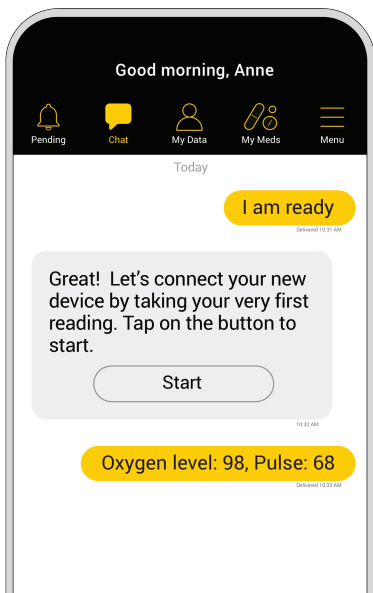 Good morning, Anne
Pending Chat My Data My Meds Menu
Today
I am ready
Delivered 10:31 AM
Great!  Let's connect your new
device by taking your very first
reading. Tap on the button to
start.
Start
10:32 AM
Oxygen level: 98, Pulse: 68
Delivered 10:33 AM